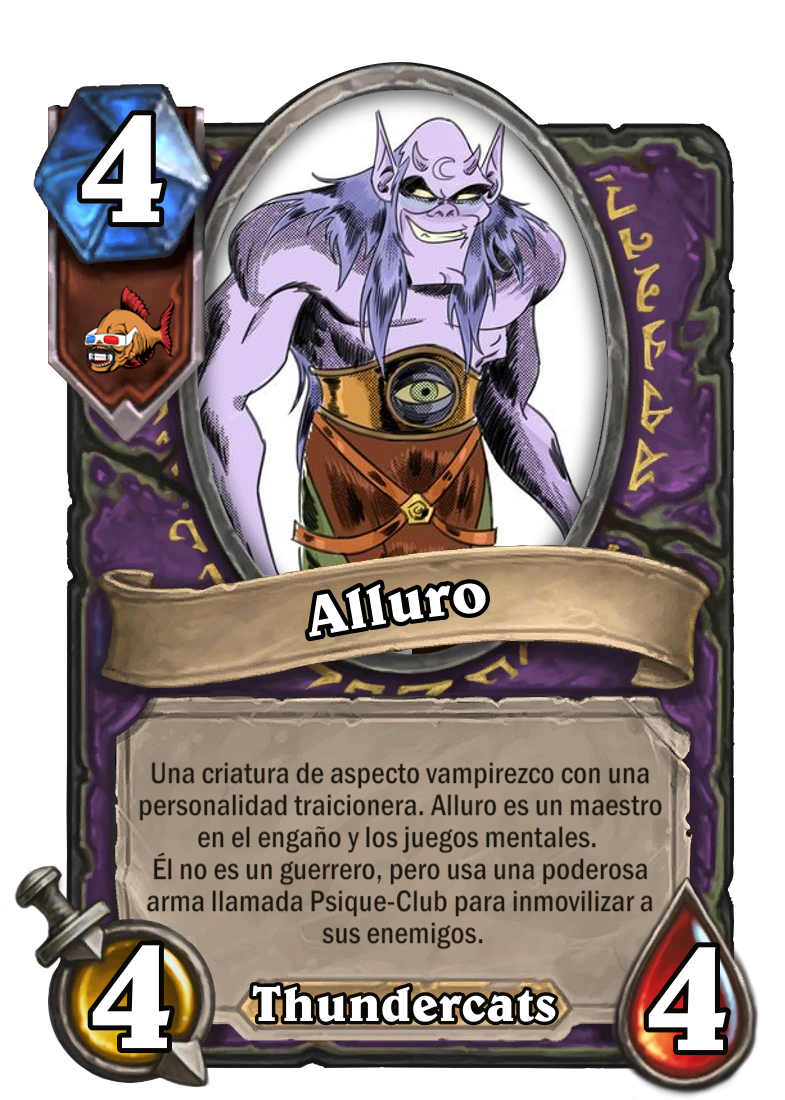 4
Alluro
Una criatura de aspecto vampirezco con una
personalidad traicionera. Alluro es un maestro
en el engaño y los juegos mentales.
Él no es un guerrero, pero usa una poderosa
arma llamada Psique-Club para inmovilizar a
sus enemigos.
4
Thundercats
4